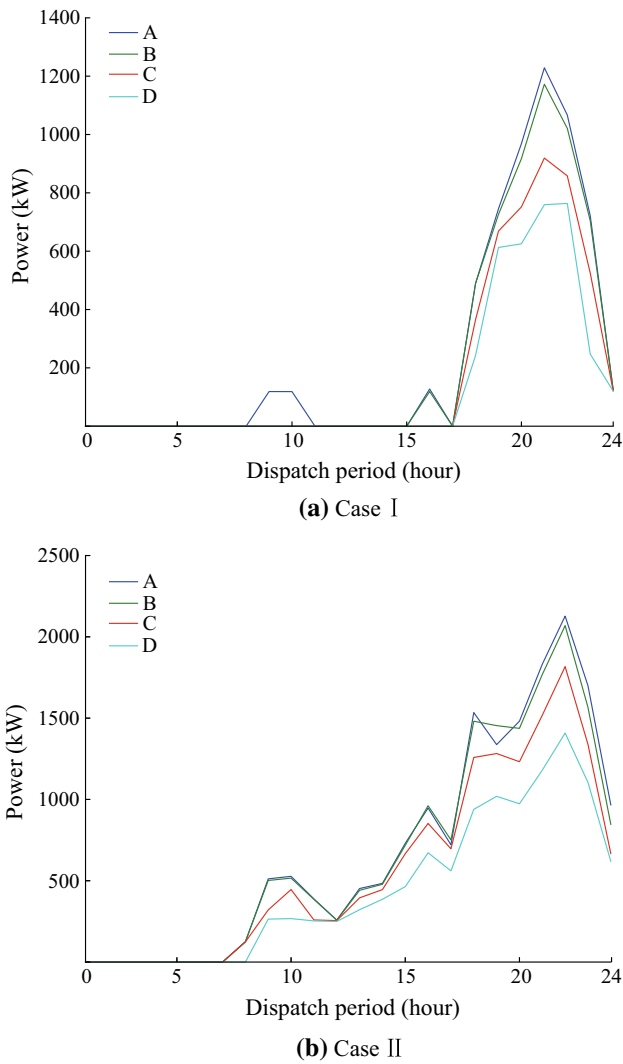 1400
A
B
1200
C
D
1000
Power (kW)
800
600
400
200
0
5
10
15
20
24
Dispatch period (hour)
(a) Case Ⅰ
2500
A
B
C
2000
D
Power (kW)
1500
1000
500
0
5
10
15
20
24
Dispatch period (hour)
(b) Case Ⅱ